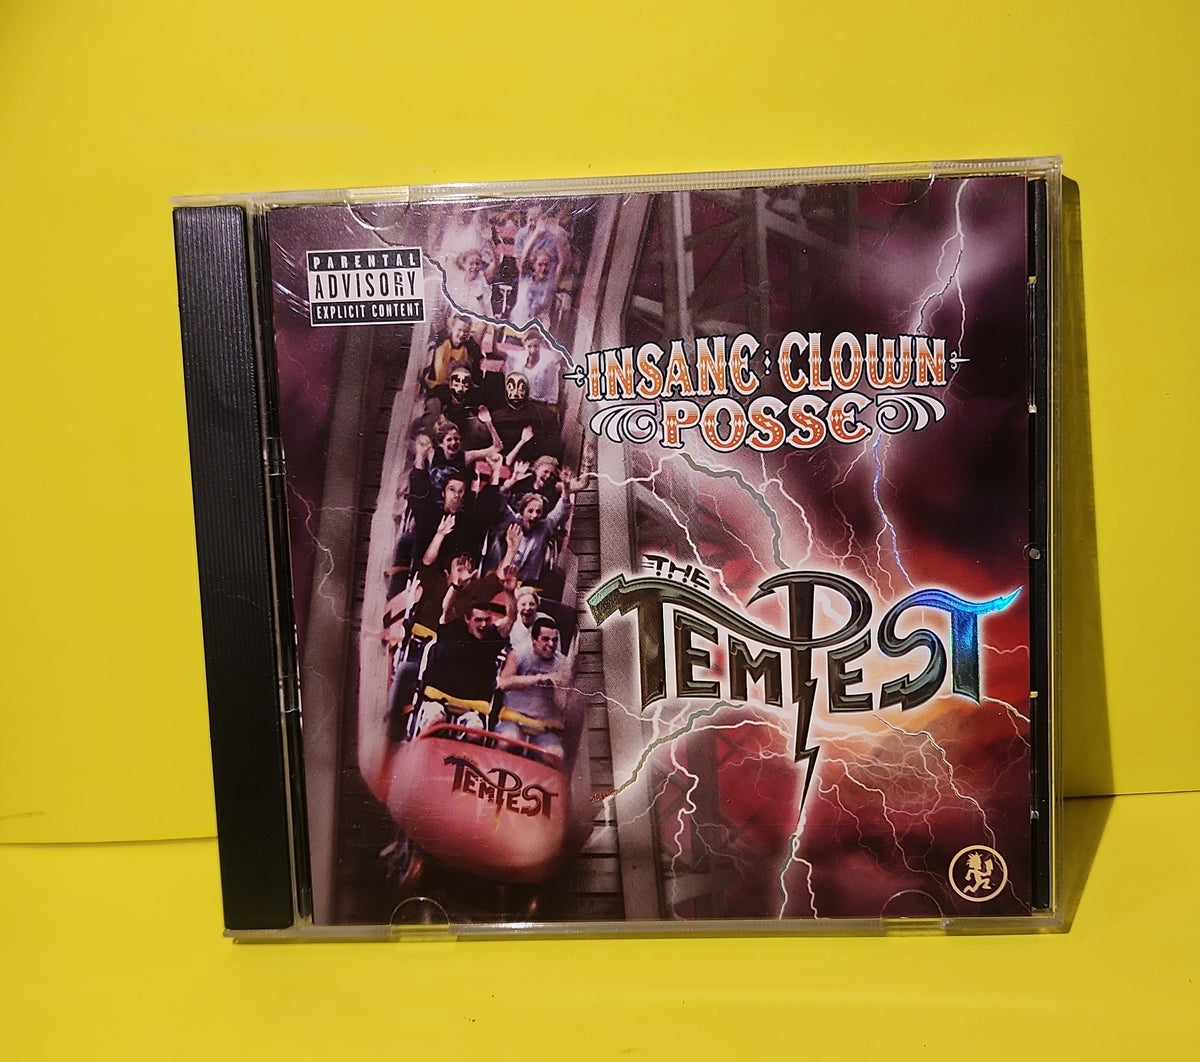 PARENTAL
ADVISORY
EXPLICIT CONTENT
INSANE CLOWN
POSSE
THE
TEMPEST
TEMPEST